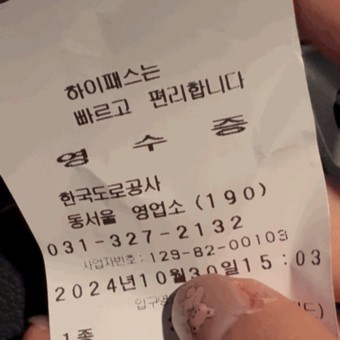 하이패스는
빠르고 편리합니다
영 수 증
한국도로공사
동서울 영업소(190)
031-327-2132
사업자번호:129-82-00103
2024년10월30일15:03
입구
1종